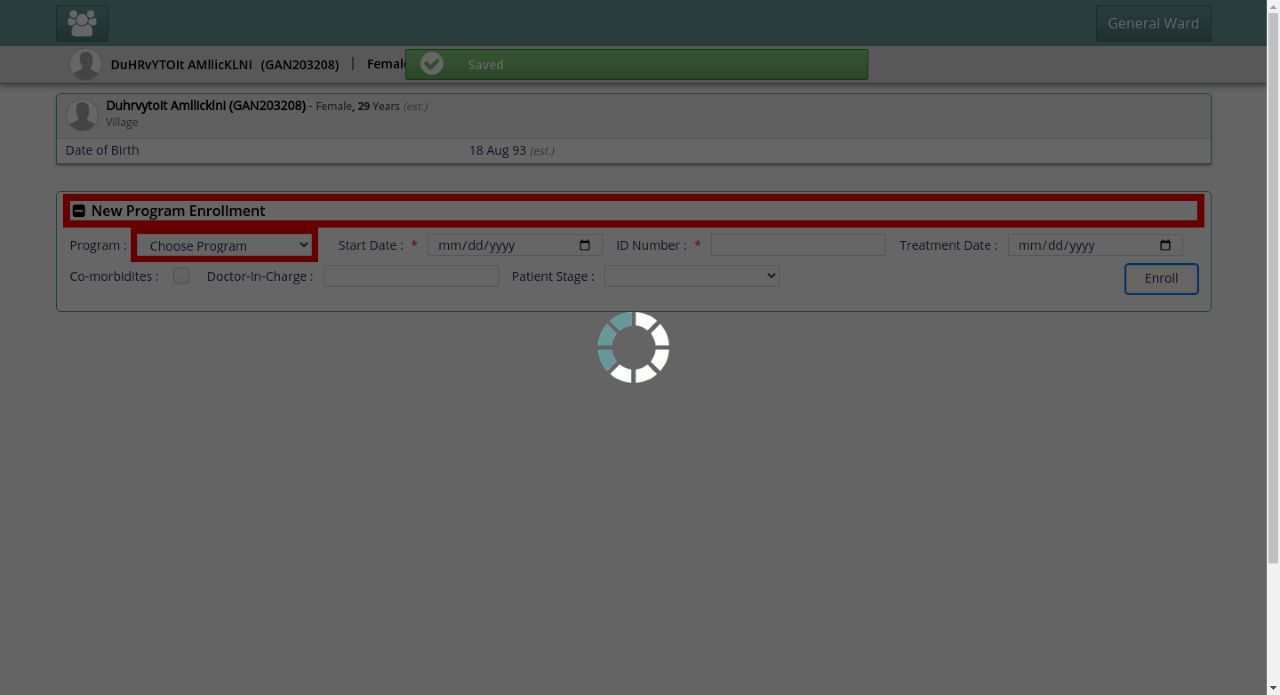 General Ward
DuHRvYTOIt AMllicKLNI (GAN203208) | Female
Saved
DuhrvytoIt AmllickIni (GAN203208) - Female, 29 Years (est.)
Village
Date of Birth 18 Aug 93 (est.)
New Program Enrollment
Program : Choose Program Start Date : * mm/dd/yyyy ID Number : * Treatment Date : mm/dd/yyyy
Co-morbidites : Doctor-In-Charge : Patient Stage : Enroll